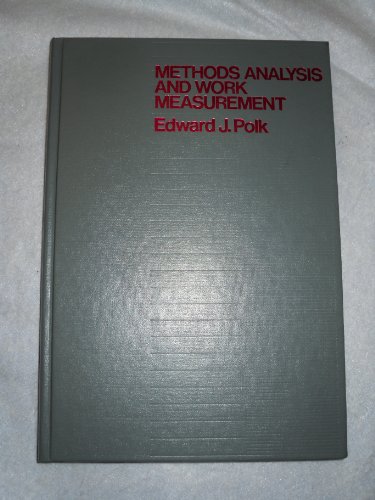 METHODS ANALYSIS
AND WORK
MEASUREMENT
Edward J. Polk